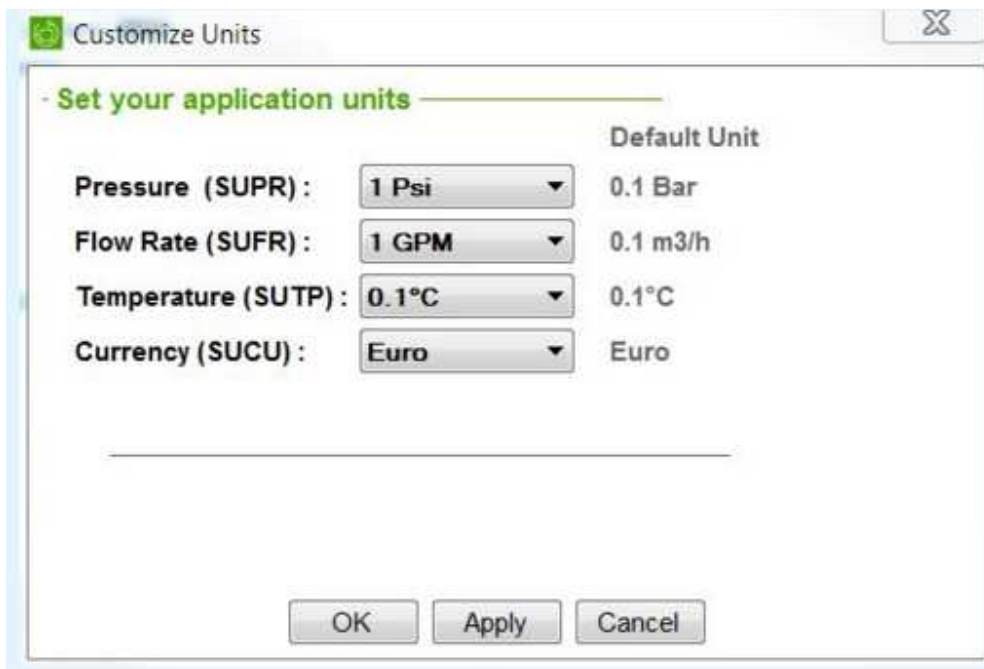 Customize Units
Set your application units
Default Unit
Pressure (SUPR) : 1 Psi 0.1 Bar
Flow Rate (SUFR) : 1 GPM 0.1 m3/h
Temperature (SUTP) : 0.1°C 0.1°C
Currency (SUCU) : Euro Euro
OK Apply Cancel